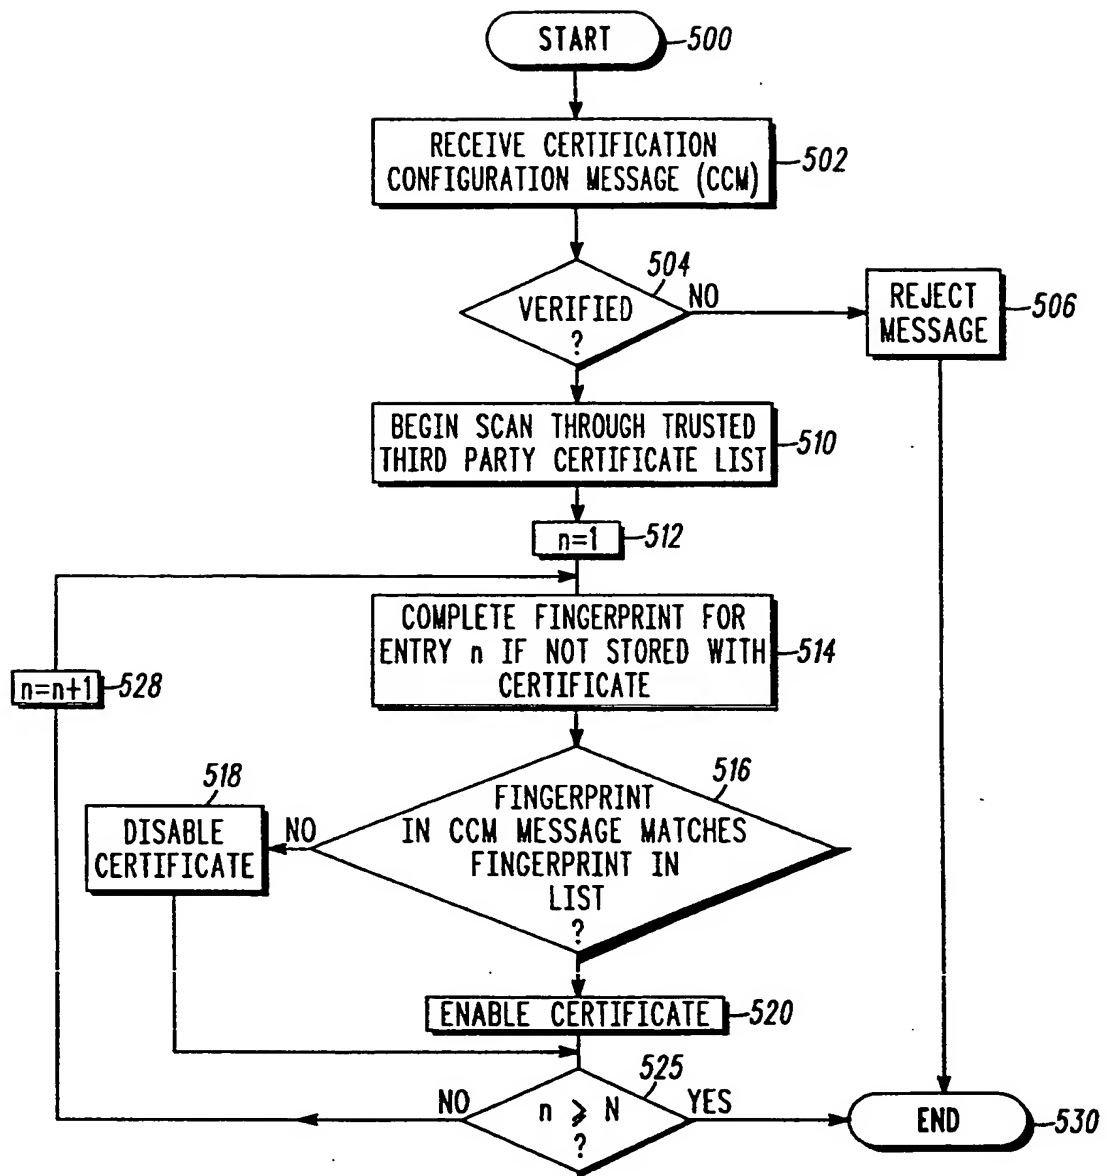 START
500
RECEIVE CERTIFICATION
CONFIGURATION MESSAGE (CCM)
502
504
VERIFIED
?
NO
REJECT
MESSAGE
506
BEGIN SCAN THROUGH TRUSTED
THIRD PARTY CERTIFICATE LIST
510
n=1
512
COMPLETE FINGERPRINT FOR
ENTRY n IF NOT STORED WITH
CERTIFICATE
514
n=n+1
528
516
FINGERPRINT
IN CCM MESSAGE MATCHES
FINGERPRINT IN
LIST
?
NO
518
DISABLE
CERTIFICATE
ENABLE CERTIFICATE
520
525
n ⩾ N
?
NO
YES
END
530